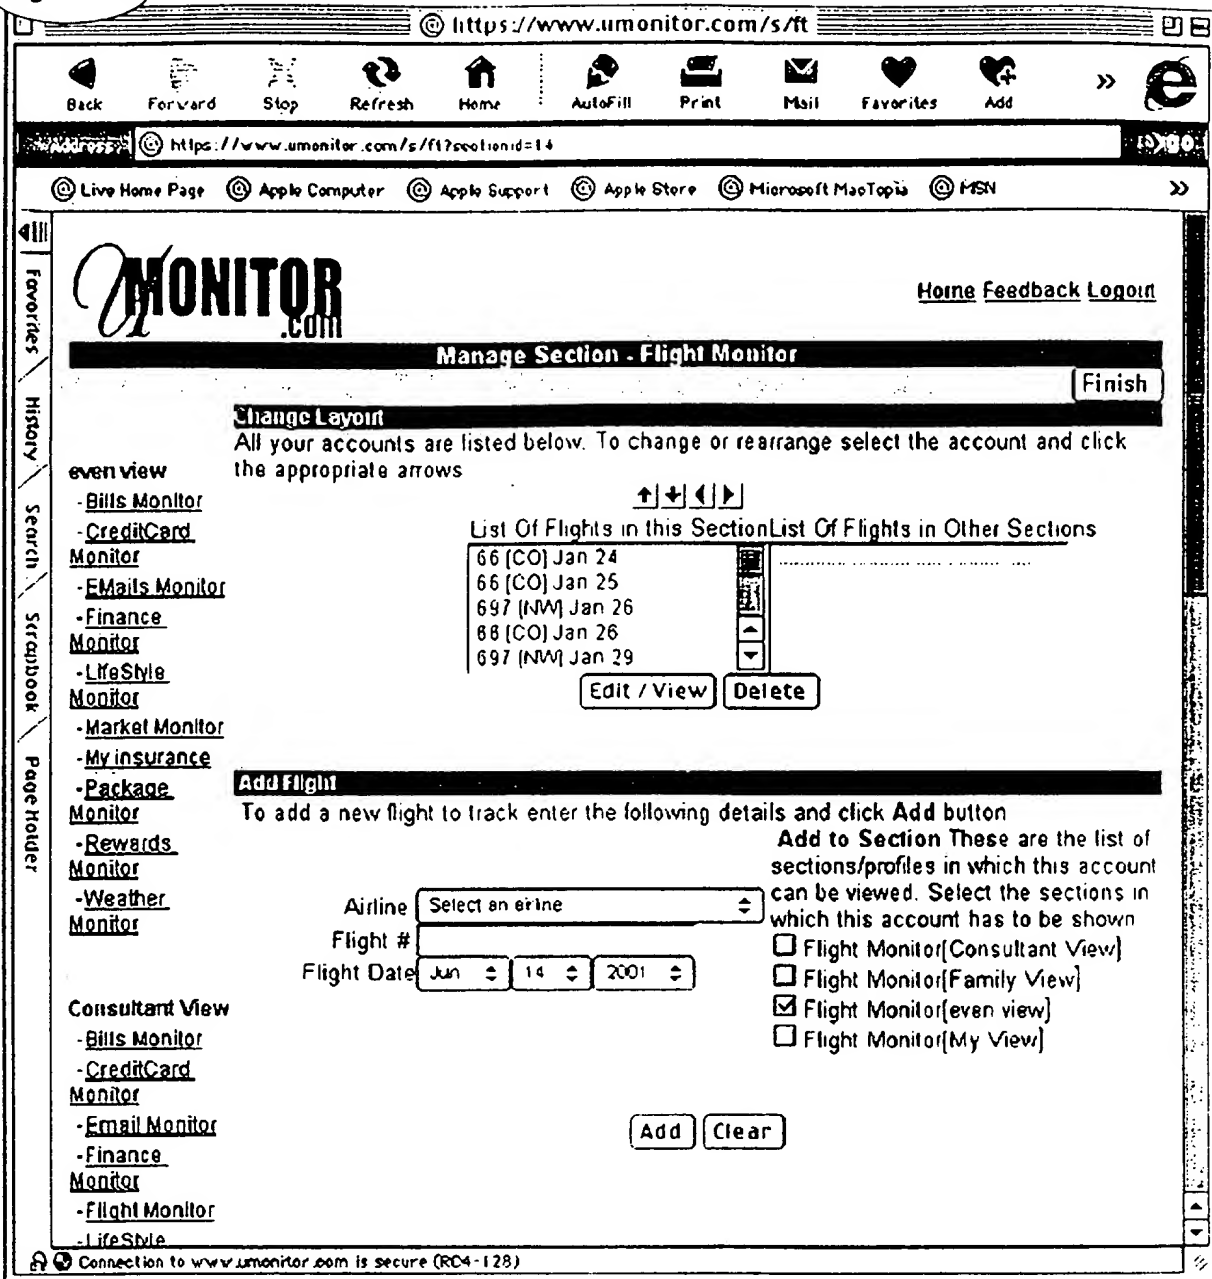 https://www.umonitor.com/s/ft
Back Forward Stop Refresh Home AutoFill Print Mail Favorites Add »
Address https://www.umonitor.com/s/ft?sectionid=14 go
Live Home Page Apple Computer Apple Support Apple Store Microsoft MacTopia MSN »
Favorites
History
Search
Scrapbook
Page Holder
UMONITOR
.com
Home Feedback Logout
Manage Section - Flight Monitor
Finish
Change Layout
All your accounts are listed below. To change or rearrange select the account and click
the appropriate arrows
List Of Flights in this Section List Of Flights in Other Sections
66 [CO] Jan 24
66 [CO] Jan 25
697 [NW] Jan 26
66 [CO] Jan 26
697 [NW] Jan 29
Edit / View Delete
even view
- Bills Monitor
- CreditCard
Monitor
- EMails Monitor
- Finance
Monitor
- LifeStyle
Monitor
- Market Monitor
- My insurance
- Package
Monitor
- Rewards
Monitor
- Weather
Monitor
Add Flight
To add a new flight to track enter the following details and click Add button
Add to Section These are the list of
sections/profiles in which this account
can be viewed. Select the sections in
which this account has to be shown
Airline Select an airline
Flight #
Flight Date Jun 14 2001
Flight Monitor[Consultant View]
Flight Monitor[Family View]
Flight Monitor[even view]
Flight Monitor[My View]
Add Clear
Consultant View
- Bills Monitor
- CreditCard
Monitor
- Email Monitor
- Finance
Monitor
- Flight Monitor
- LifeStyle
Connection to www.umonitor.com is secure (RC4-128)